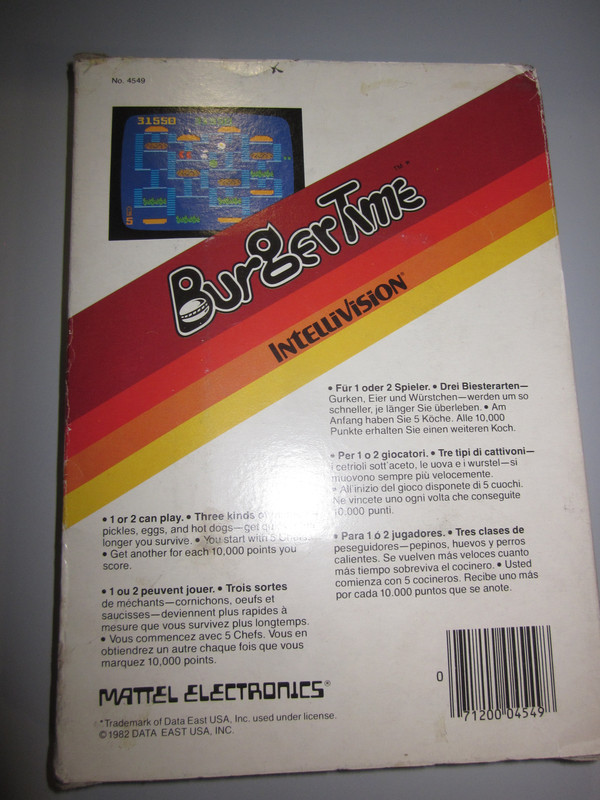 No. 4549
31550
5
BurgerTime™*
Intellivision®
• 1 or 2 can play. • Three kinds of
pickles, eggs, and hot dogs—get
longer you survive. • You start with 5
• Get another for each 10,000 points you
score.
• 1 ou 2 peuvent jouer. • Trois sortes
de méchants—cornichons, oeufs et
saucisses—deviennent plus rapides à
mesure que vous survivez plus longtemps.
• Vous commencez avec 5 Chefs. Vous en
obtiendrez un autre chaque fois que vous
marquez 10,000 points.
• Für 1 oder 2 Spieler. • Drei Biesterarten—
Gurken, Eier und Würstchen—werden um so
schneller, je länger Sie überleben. • Am
Anfang haben Sie 5 Köche. Alle 10,000
Punkte erhalten Sie einen weiteren Koch.
• Per 1 o 2 giocatori. • Tre tipi di cattivoni—
i cetrioli sott'aceto, le uova e i wurstel—si
muovono sempre più velocemente.
• All'inizio del gioco disponete di 5 cuochi.
Ne vincete uno ogni volta che conseguite
10.000 punti.
• Para 1 ó 2 jugadores. • Tres clases de
peseguidores—pepinos, huevos y perros
calientes. Se vuelven más veloces cuanto
más tiempo sobreviva el cocinero. • Usted
comienza con 5 cocineros. Recibe uno más
por cada 10.000 puntos que se anote.
MATTEL ELECTRONICS®
*Trademark of Data East USA, Inc. used under license.
©1982 DATA EAST USA, INC.
0 71200 04549